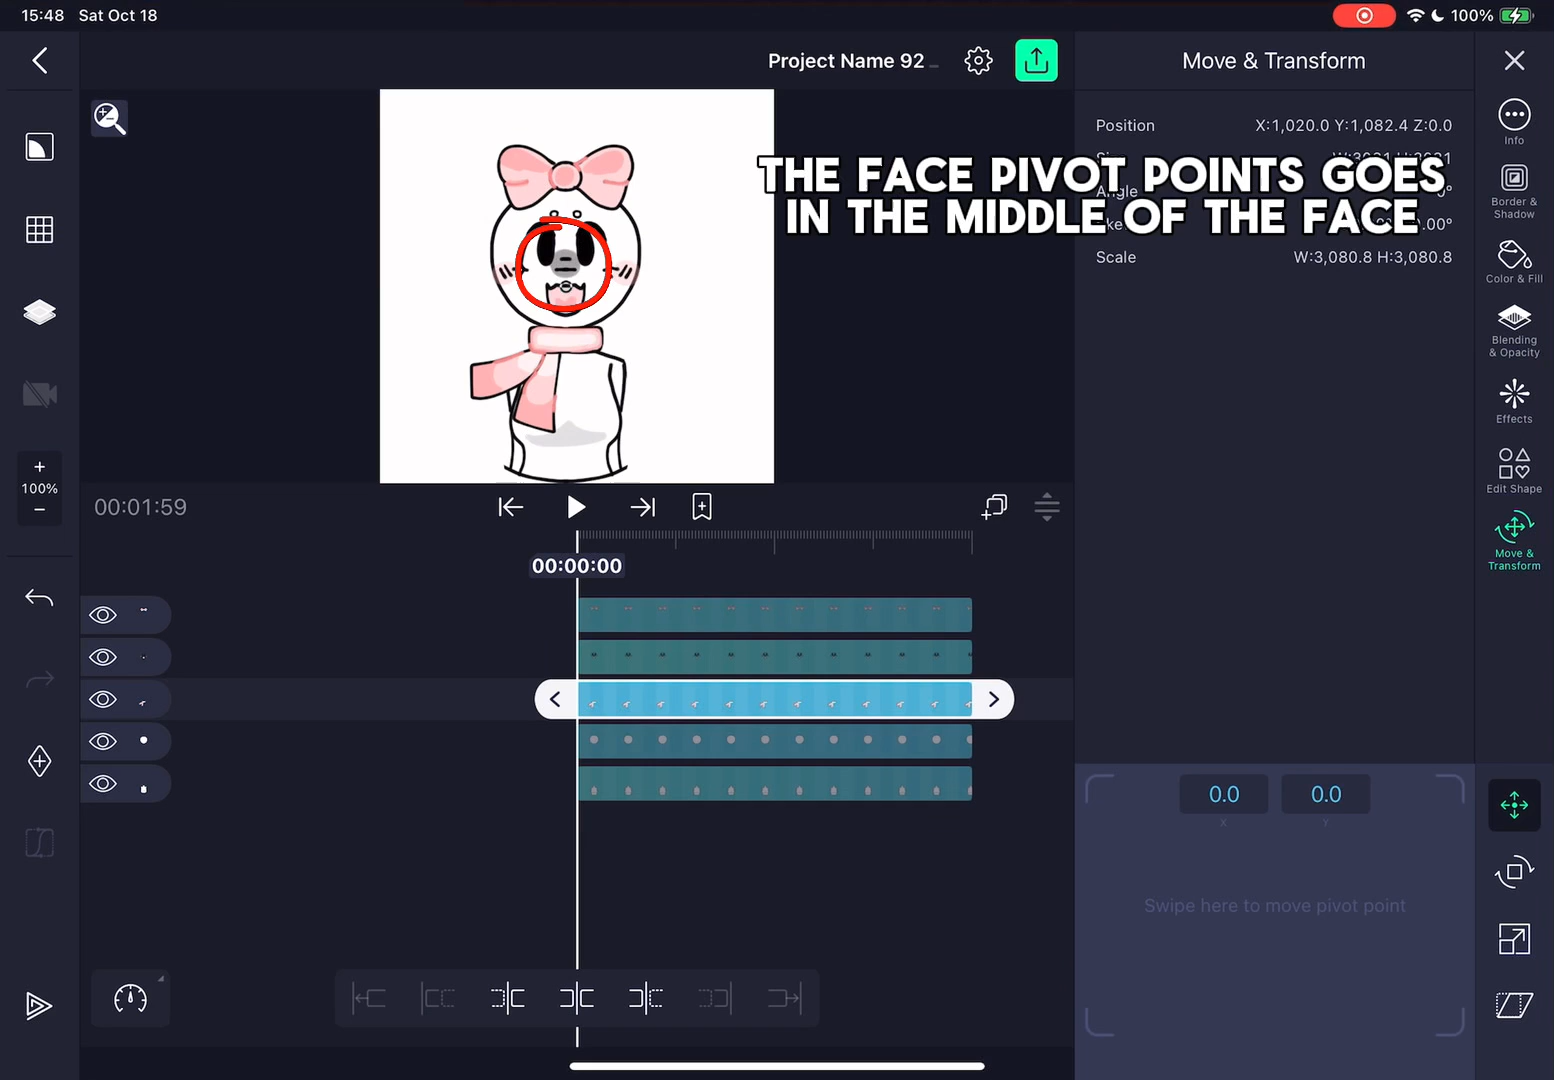 15:48 Sat Oct 18
100%
Project Name 92
Move & Transform
Position X:1,020.0 Y:1,082.4 Z:0.0
THE FACE PIVOT POINTS GOES
IN THE MIDDLE OF THE FACE
Angle
Scale W:3,080.8 H:3,080.8
Info
Border &
Shadow
Color & Fill
Blending
& Opacity
Effects
Edit Shape
Move &
Transform
+
100%
−
00:01:59
00:00:00
0.0 0.0
X Y
Swipe here to move pivot point